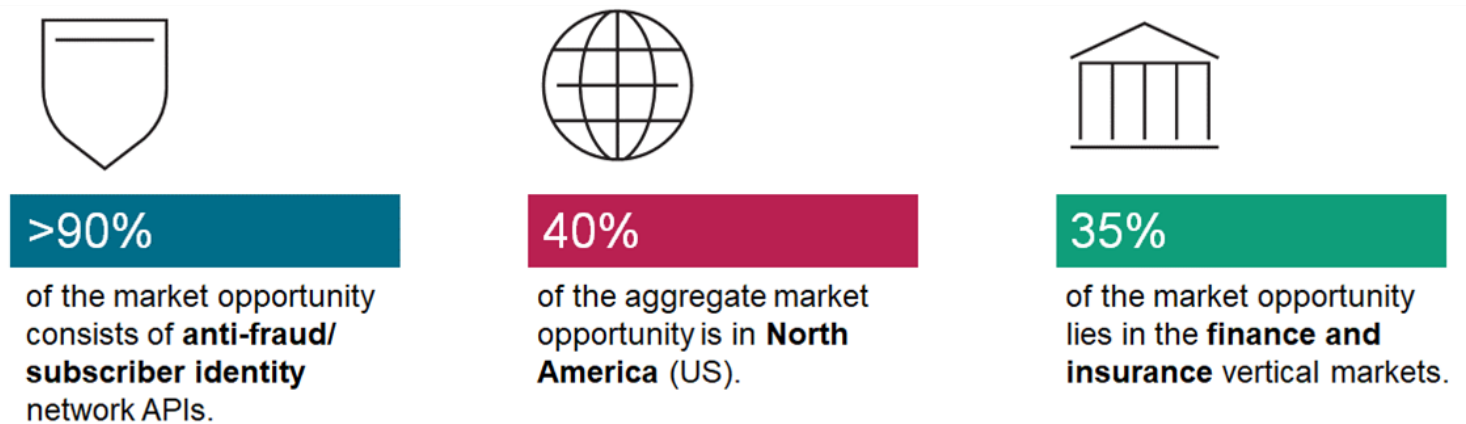 >90%
of the market opportunity
consists of anti-fraud/
subscriber identity
network APIs.
40%
of the aggregate market
opportunity is in North
America (US).
35%
of the market opportunity
lies in the finance and
insurance vertical markets.